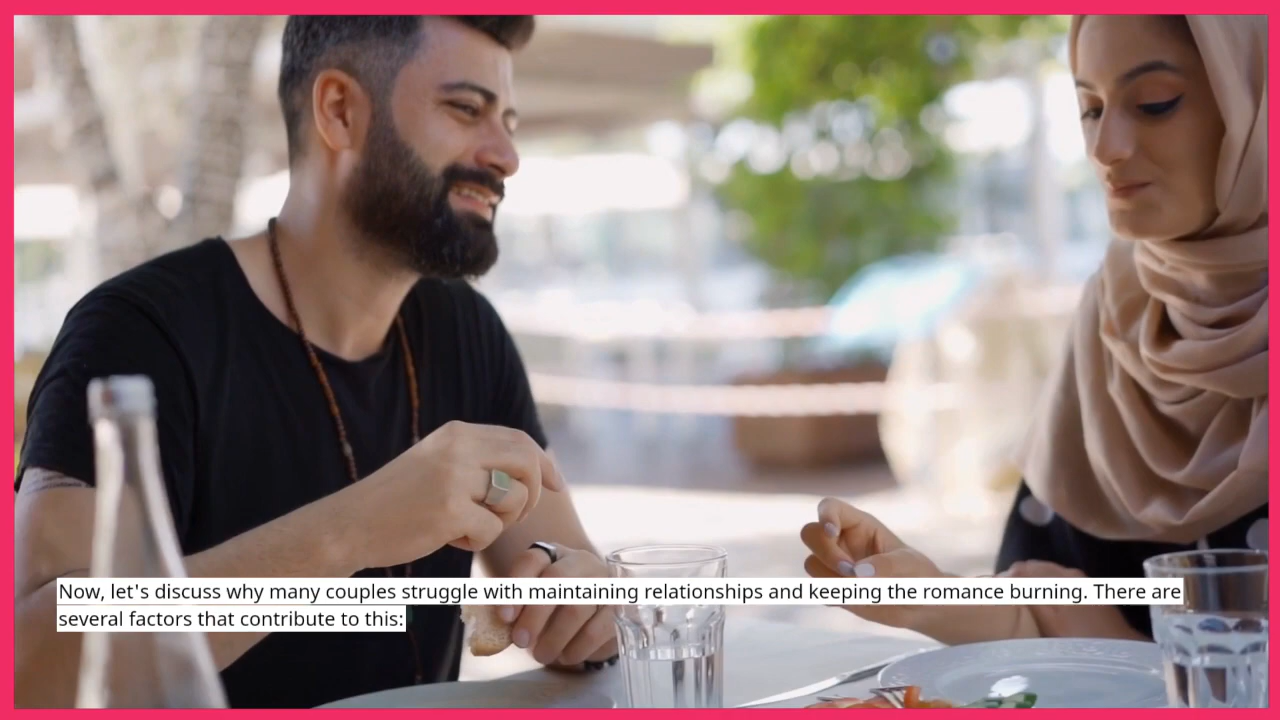 Now, let's discuss why many couples struggle with maintaining relationships and keeping the romance burning. There are
several factors that contribute to this: